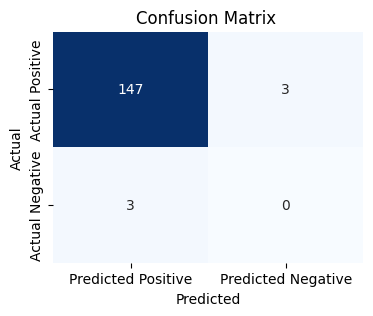 Confusion Matrix
Actual
Actual Positive
147
3
Actual Negative
3
0
Predicted Positive
Predicted Negative
Predicted